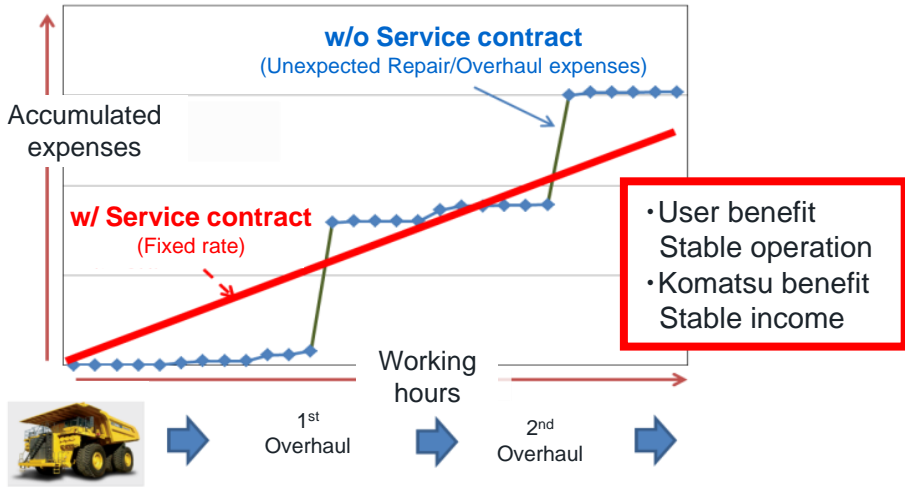 w/o Service contract
(Unexpected Repair/Overhaul expenses)
Accumulated
expenses
w/ Service contract
(Fixed rate)
・User benefit
Stable operation
・Komatsu benefit
Stable income
Working
hours
1st
Overhaul
2nd
Overhaul